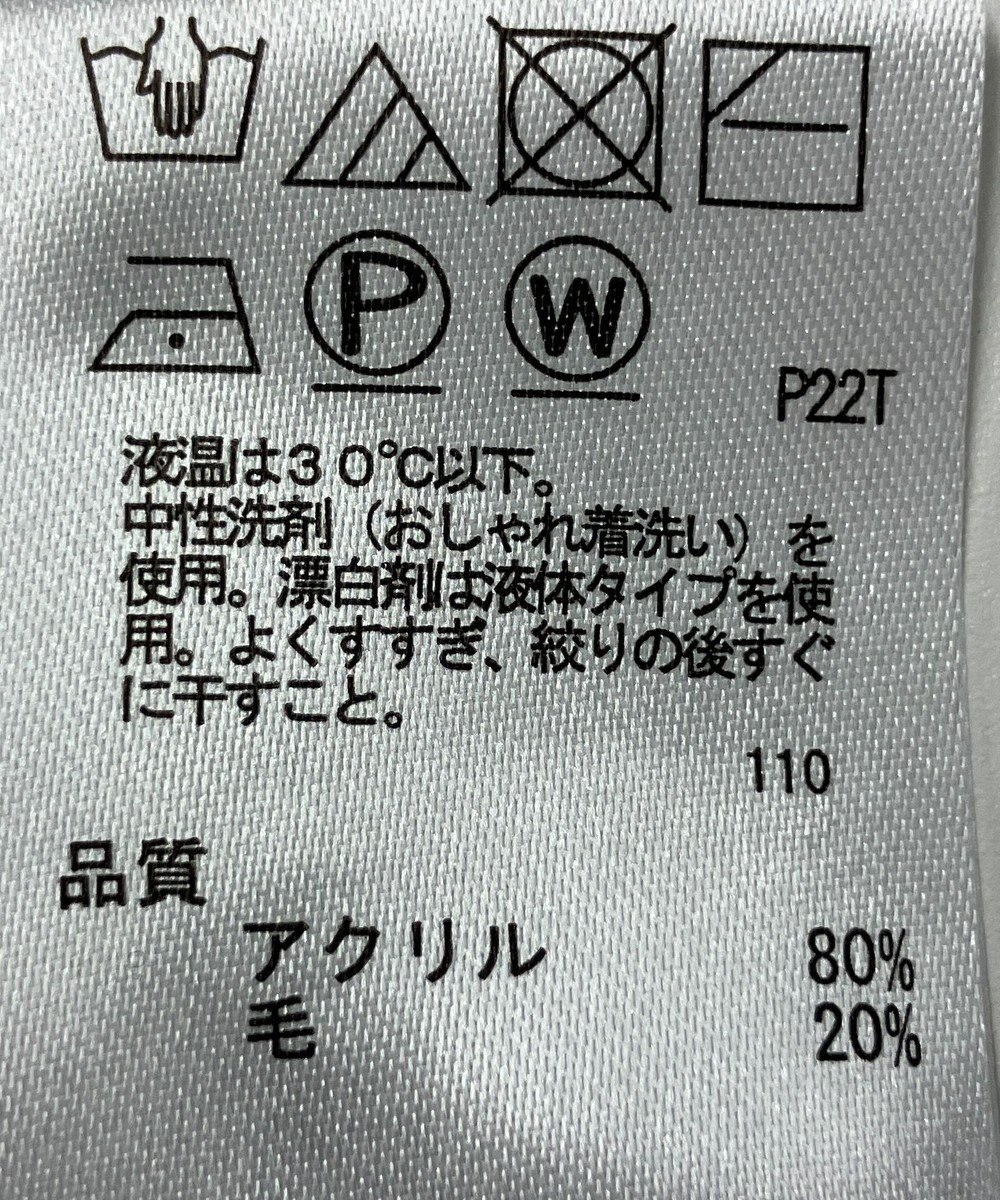 P W
P22T
液温は30℃以下。
中性洗剤（おしゃれ着洗い）を
使用。漂白剤は液体タイプを使
用。よくすすぎ、絞りの後すぐ
に干すこと。
110
品質
アクリル 80%
毛 20%